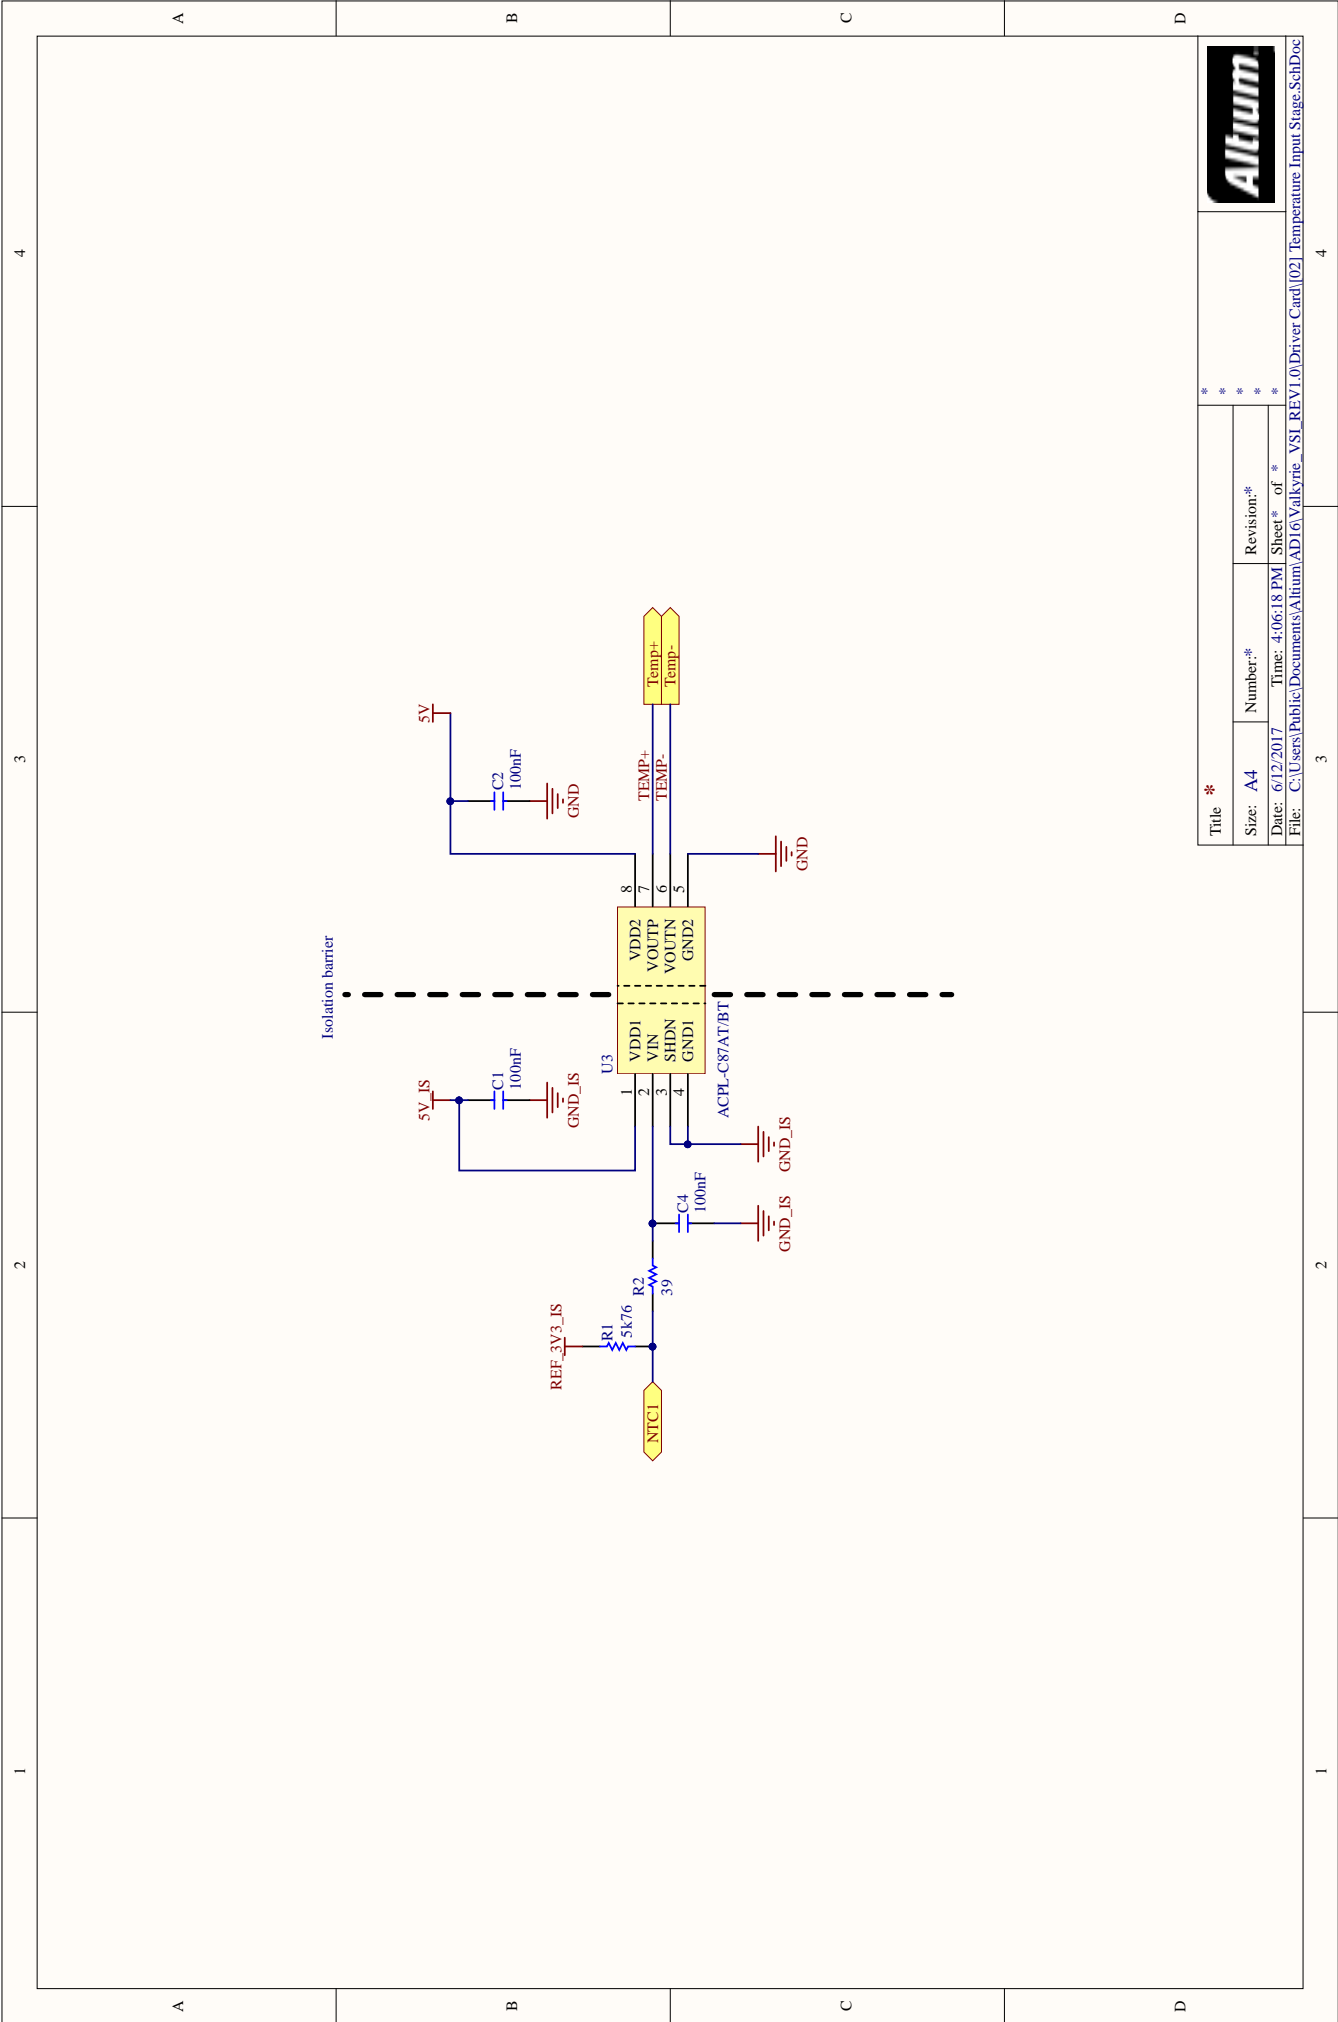 1
2
3
4
A
A
B
B
C
C
D
D
1
2
3
4
Isolation barrier
5V_IS
C1
100nF
GND_IS
5V
C2
100nF
GND
REF_3V3_IS
R1
5k76
NTC1
R2
39
C4
100nF
GND_IS
GND_IS
U3
1
2
3
4
VDD1
VIN
SHDN
GND1
VDD2
VOUTP
VOUTN
GND2
8
7
6
5
ACPL-C87AT/BT
TEMP+
TEMP-
Temp+
Temp-
GND
Title *
Size: A4 Number:* Revision:*
Date: 6/12/2017 Time: 4:06:18 PM Sheet* of *
File: C:\Users\Public\Documents\Altium\AD16\Valkyrie_VSI_REV1.0\Driver Card\[02] Temperature Input Stage.SchDoc
*
*
*
*
*
Altium